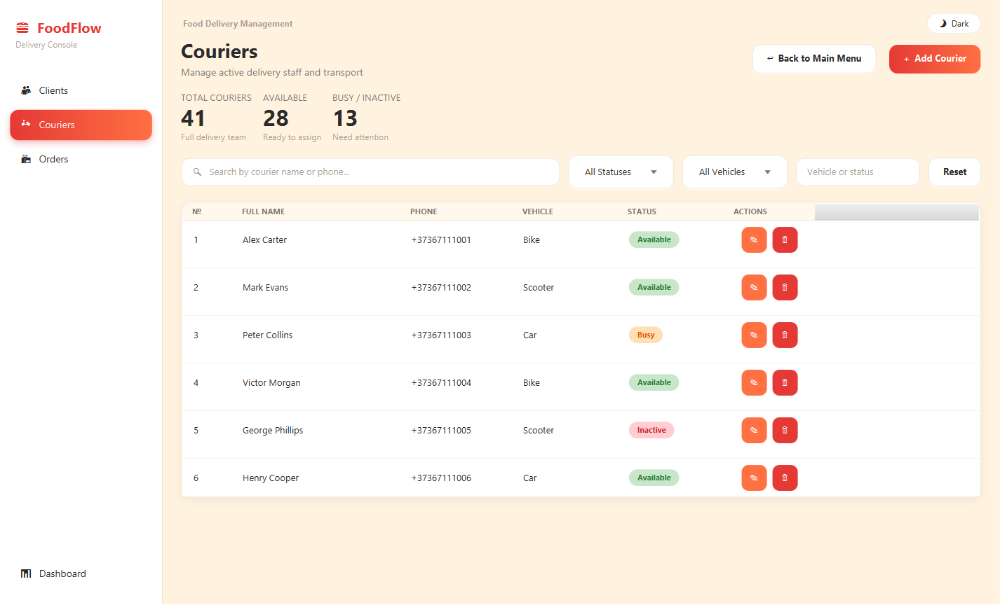 FoodFlow
Delivery Console
Clients
Couriers
Orders
Dashboard
Food Delivery Management
Dark
Couriers
Manage active delivery staff and transport
Back to Main Menu
+ Add Courier
TOTAL COURIERS AVAILABLE BUSY / INACTIVE
41 28 13
Full delivery team Ready to assign Need attention
Search by courier name or phone... All Statuses All Vehicles Vehicle or status Reset
№ FULL NAME PHONE VEHICLE STATUS ACTIONS
1 Alex Carter +37367111001 Bike Available
2 Mark Evans +37367111002 Scooter Available
3 Peter Collins +37367111003 Car Busy
4 Victor Morgan +37367111004 Bike Available
5 George Phillips +37367111005 Scooter Inactive
6 Henry Cooper +37367111006 Car Available